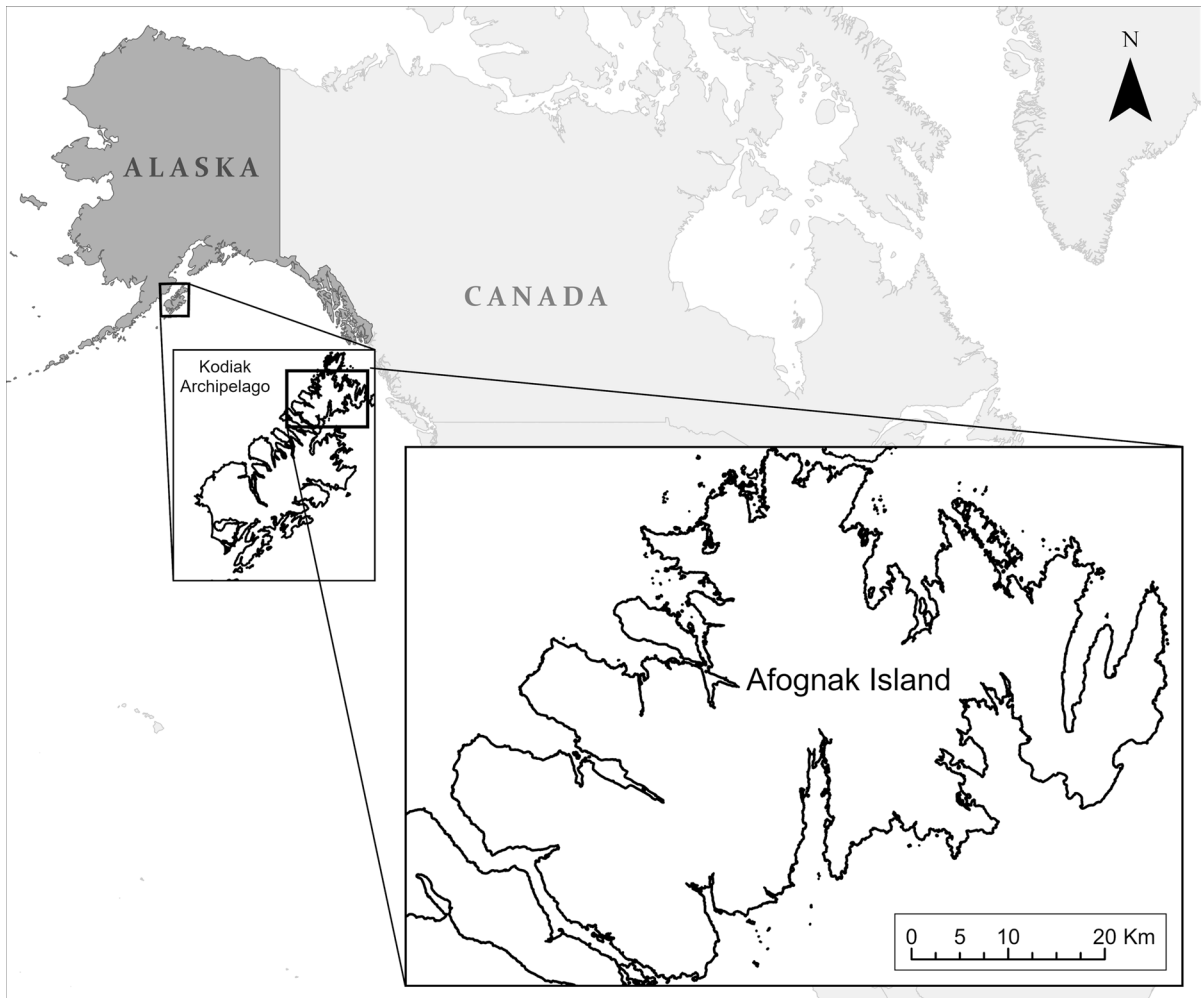 N
ALASKA
CANADA
Kodiak
Archipelago
Afognak Island
0 5 10 20 Km